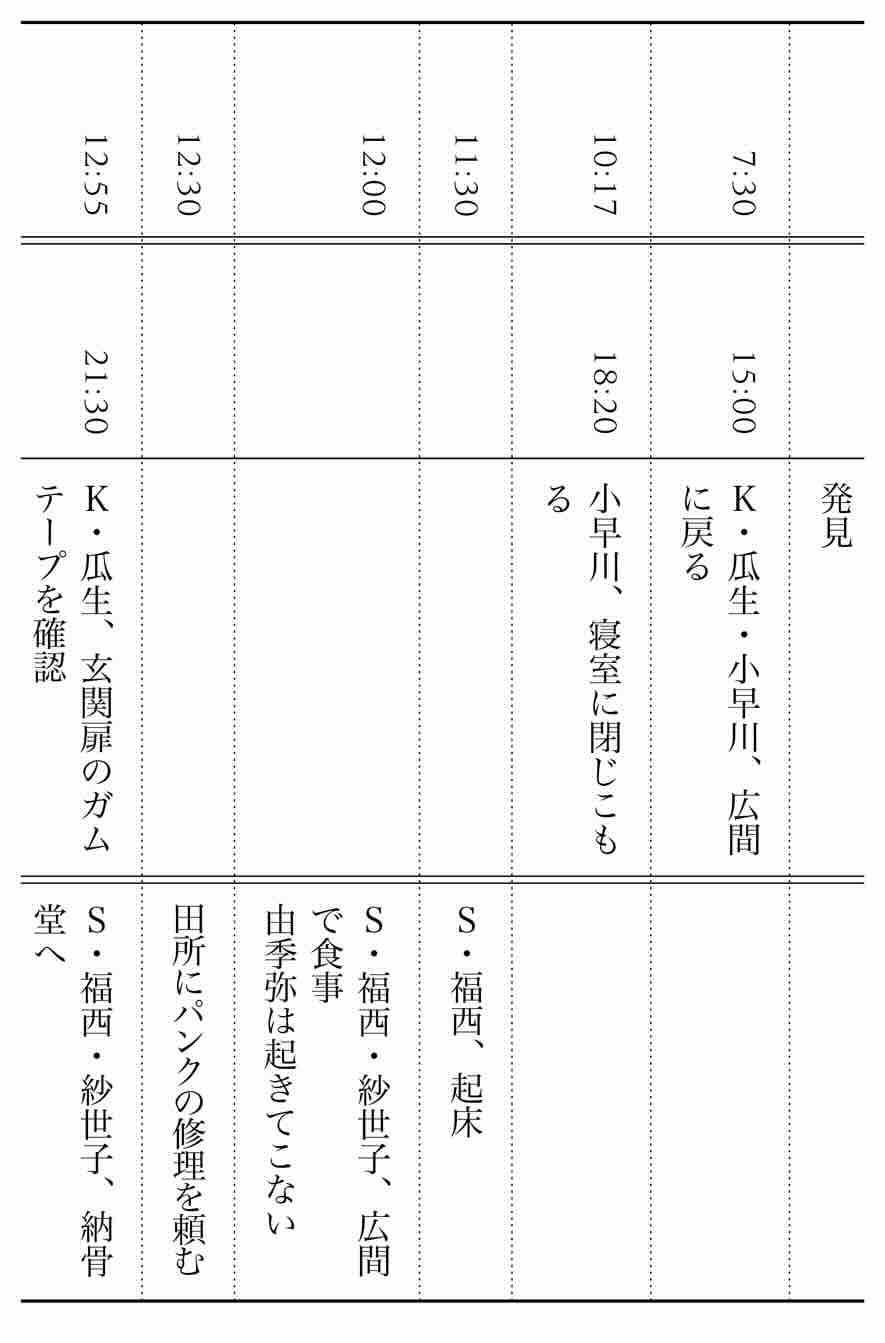 発見
7:30
15:00
K・瓜生・小早川、広間
に戻る
10:17
18:20
小早川、寝室に閉じこも
る
11:30
S・福西、起床
12:00
S・福西・紗世子、広間
で食事
由季弥は起きてこない
12:30
田所にパンクの修理を頼む
12:55
21:30
K・瓜生、玄関扉のガム
テープを確認
S・福西・紗世子、納骨
堂へ